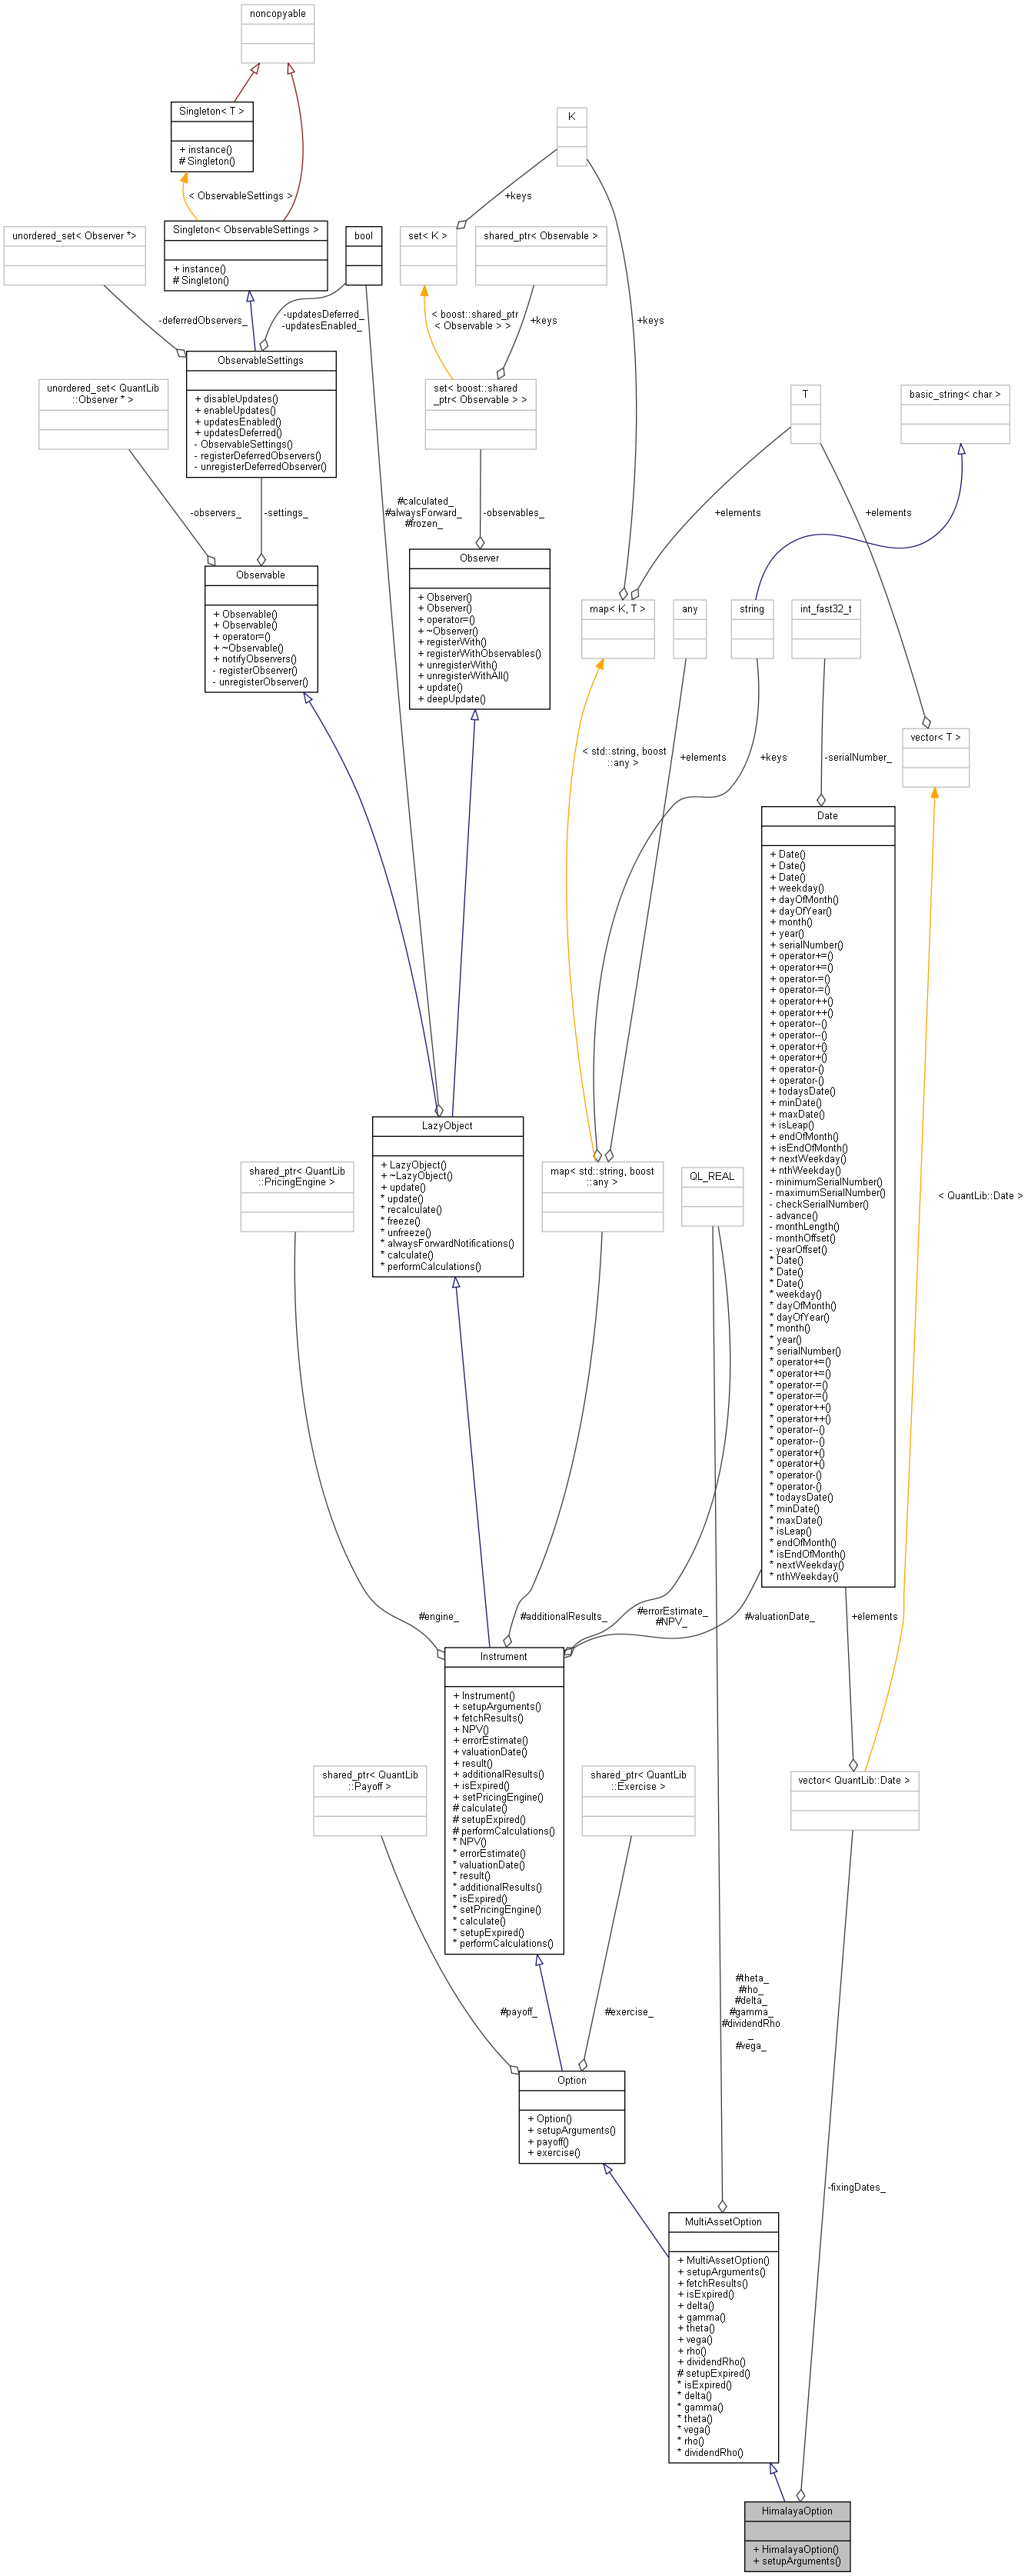 noncopyable
Singleton< T >
+ instance()
# Singleton()
K
< ObservableSettings >
+keys
unordered_set< Observer *>
Singleton< ObservableSettings >
+ instance()
# Singleton()
bool
set< K >
shared_ptr< Observable >
-deferredObservers_
-updatesDeferred_
-updatesEnabled_
< boost::shared_ptr
< Observable > >
+keys
+keys
unordered_set< QuantLib
::Observer * >
ObservableSettings
+ disableUpdates()
+ enableUpdates()
+ updatesEnabled()
+ updatesDeferred()
- ObservableSettings()
- registerDeferredObservers()
- unregisterDeferredObserver()
set< boost::shared
_ptr< Observable > >
T
basic_string< char >
-observers_
-settings_
#calculated_
#alwaysForward_
#frozen_
-observables_
+elements
+elements
Observable
+ Observable()
+ Observable()
+ operator=()
+ ~Observable()
+ notifyObservers()
- registerObserver()
- unregisterObserver()
Observer
+ Observer()
+ Observer()
+ operator=()
+ ~Observer()
+ registerWith()
+ registerWithObservables()
+ unregisterWith()
+ unregisterWithAll()
+ update()
+ deepUpdate()
map< K, T >
any
string
int_fast32_t
vector< T >
< std::string, boost
::any >
+elements
+keys
-serialNumber_
Date
+ Date()
+ Date()
+ Date()
+ weekday()
+ dayOfMonth()
+ dayOfYear()
+ month()
+ year()
+ serialNumber()
+ operator+=()
+ operator+=()
+ operator-=()
+ operator-=()
+ operator++()
+ operator++()
+ operator--()
+ operator--()
+ operator+()
+ operator+()
+ operator-()
+ operator-()
+ todaysDate()
+ minDate()
+ maxDate()
+ isLeap()
+ endOfMonth()
+ isEndOfMonth()
+ nextWeekday()
+ nthWeekday()
- minimumSerialNumber()
- maximumSerialNumber()
- checkSerialNumber()
- advance()
- monthLength()
- monthOffset()
- yearOffset()
* Date()
* Date()
* Date()
* weekday()
* dayOfMonth()
* dayOfYear()
* month()
* year()
* serialNumber()
* operator+=()
* operator+=()
* operator-=()
* operator-=()
* operator++()
* operator++()
* operator--()
* operator--()
* operator+()
* operator+()
* operator-()
* operator-()
* todaysDate()
* minDate()
* maxDate()
* isLeap()
* endOfMonth()
* isEndOfMonth()
* nextWeekday()
* nthWeekday()
< QuantLib::Date >
LazyObject
+ LazyObject()
+ ~LazyObject()
+ update()
* update()
* recalculate()
* freeze()
* unfreeze()
* alwaysForwardNotifications()
* calculate()
* performCalculations()
shared_ptr< QuantLib
::PricingEngine >
map< std::string, boost
::any >
QL_REAL
#engine_
#additionalResults_
#errorEstimate_
#NPV_
#valuationDate_
+elements
Instrument
+ Instrument()
+ setupArguments()
+ fetchResults()
+ NPV()
+ errorEstimate()
+ valuationDate()
+ result()
+ additionalResults()
+ isExpired()
+ setPricingEngine()
# calculate()
# setupExpired()
# performCalculations()
* NPV()
* errorEstimate()
* valuationDate()
* result()
* additionalResults()
* isExpired()
* setPricingEngine()
* calculate()
* setupExpired()
* performCalculations()
shared_ptr< QuantLib
::Payoff >
shared_ptr< QuantLib
::Exercise >
vector< QuantLib::Date >
#payoff_
#exercise_
#theta_
#rho_
#delta_
#gamma_
#dividendRho
_
#vega_
Option
+ Option()
+ setupArguments()
+ payoff()
+ exercise()
-fixingDates_
MultiAssetOption
+ MultiAssetOption()
+ setupArguments()
+ fetchResults()
+ isExpired()
+ delta()
+ gamma()
+ theta()
+ vega()
+ rho()
+ dividendRho()
# setupExpired()
* isExpired()
* delta()
* gamma()
* theta()
* vega()
* rho()
* dividendRho()
HimalayaOption
+ HimalayaOption()
+ setupArguments()